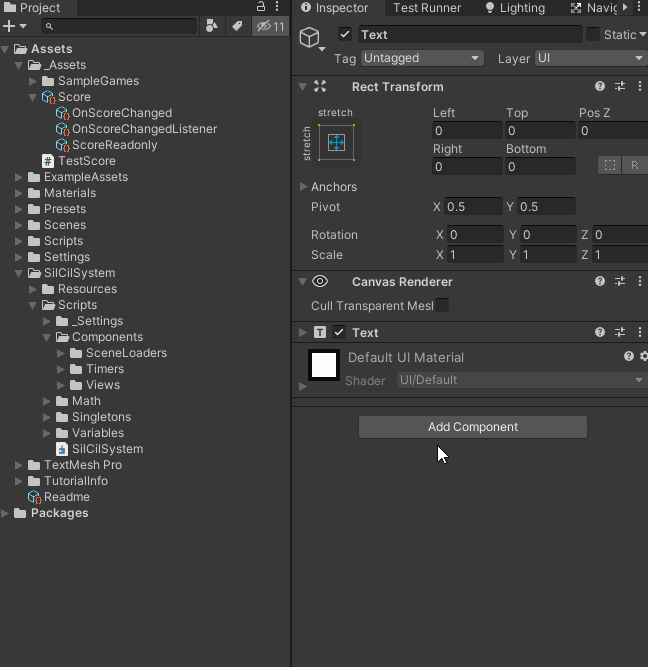 Project
11
Assets
_Assets
SampleGames
Score
OnScoreChanged
OnScoreChangedListener
ScoreReadonly
TestScore
ExampleAssets
Materials
Presets
Scenes
Scripts
Settings
SilCilSystem
Resources
Scripts
_Settings
Components
SceneLoaders
Timers
Views
Math
Singletons
Variables
SilCilSystem
TextMesh Pro
TutorialInfo
Readme
Packages
Inspector Test Runner Lighting Navig
Text Static
Tag Untagged Layer UI
Rect Transform
stretch
stretch
Left Top Pos Z
0 0 0
Right Bottom
0 0 R
Anchors
Pivot X 0.5 Y 0.5
Rotation X 0 Y 0 Z 0
Scale X 1 Y 1 Z 1
Canvas Renderer
Cull Transparent Mesl
T Text
Default UI Material
Shader UI/Default
Add Component